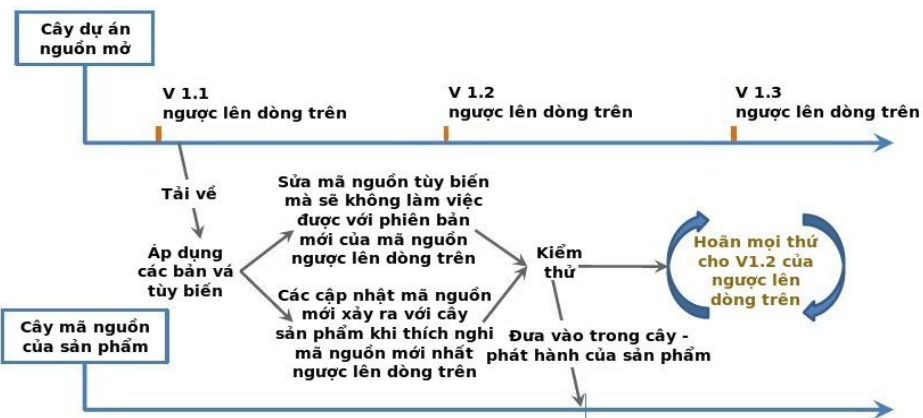 Cây dự án
nguồn mở
V 1.1
ngược lên dòng trên
V 1.2
ngược lên dòng trên
V 1.3
ngược lên dòng trên
Tải về
Áp dụng
các bản vá
tùy biến
Sửa mã nguồn tùy biến
mà sẽ không làm việc
được với phiên bản
mới của mã nguồn
ngược lên dòng trên
Các cập nhật mã nguồn
mới xảy ra với cây
sản phẩm khi thích nghi
mã nguồn mới nhất
ngược lên dòng trên
Kiểm
thử
Hoãn mọi thứ
cho V1.2 của
ngược lên
dòng trên
Đưa vào trong cây -
phát hành của sản phẩm
Cây mã nguồn
của sản phẩm